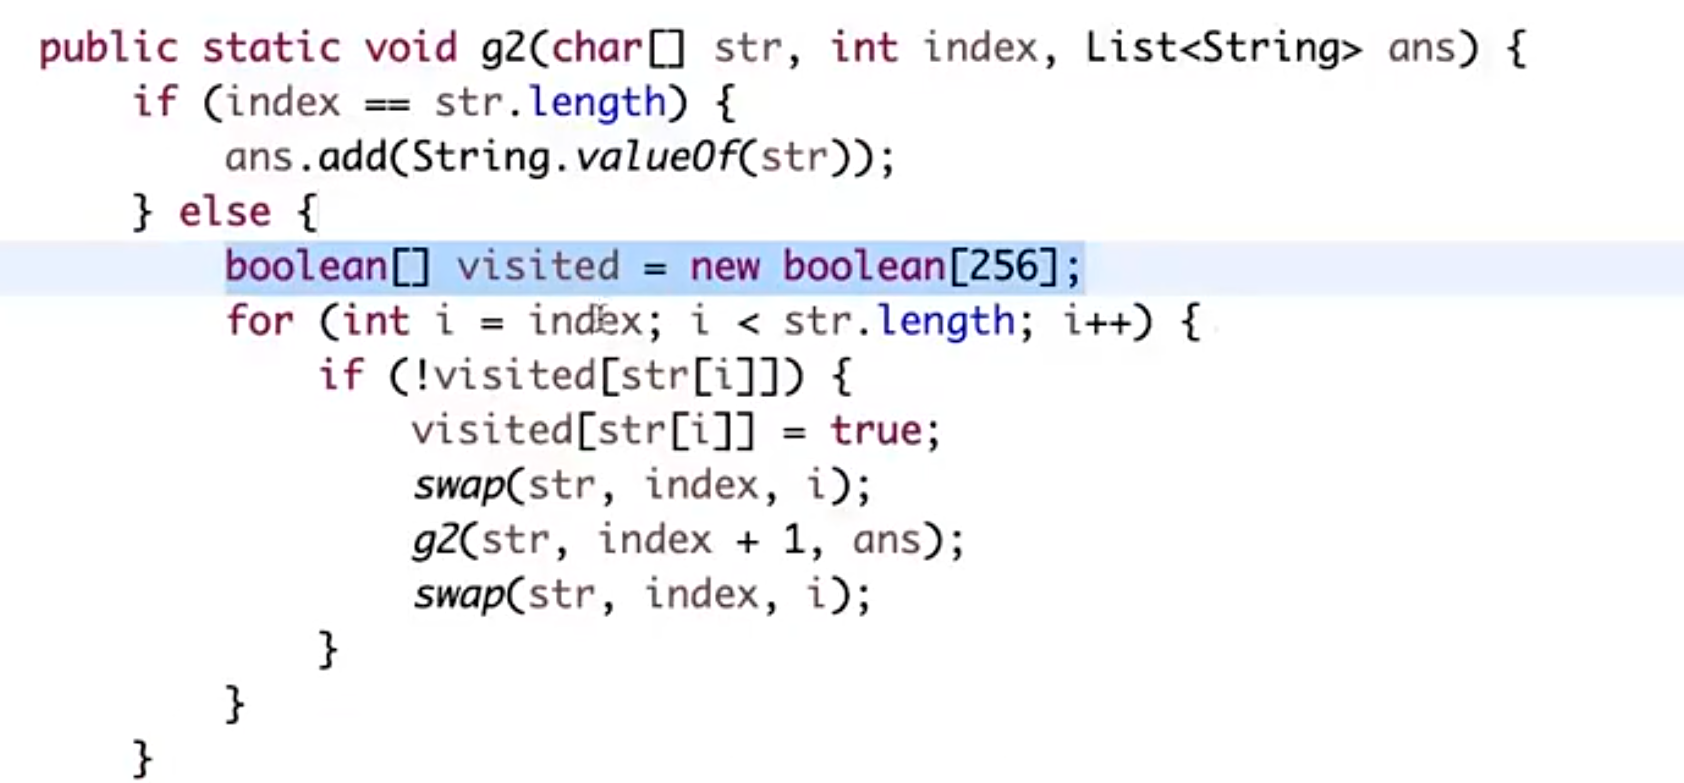 public static void g2(char[] str, int index, List<String> ans) {
if (index == str.length) {
ans.add(String.valueOf(str));
} else {
boolean[] visited = new boolean[256];
for (int i = index; i < str.length; i++) {
if (!visited[str[i]]) {
visited[str[i]] = true;
swap(str, index, i);
g2(str, index + 1, ans);
swap(str, index, i);
}
}
}